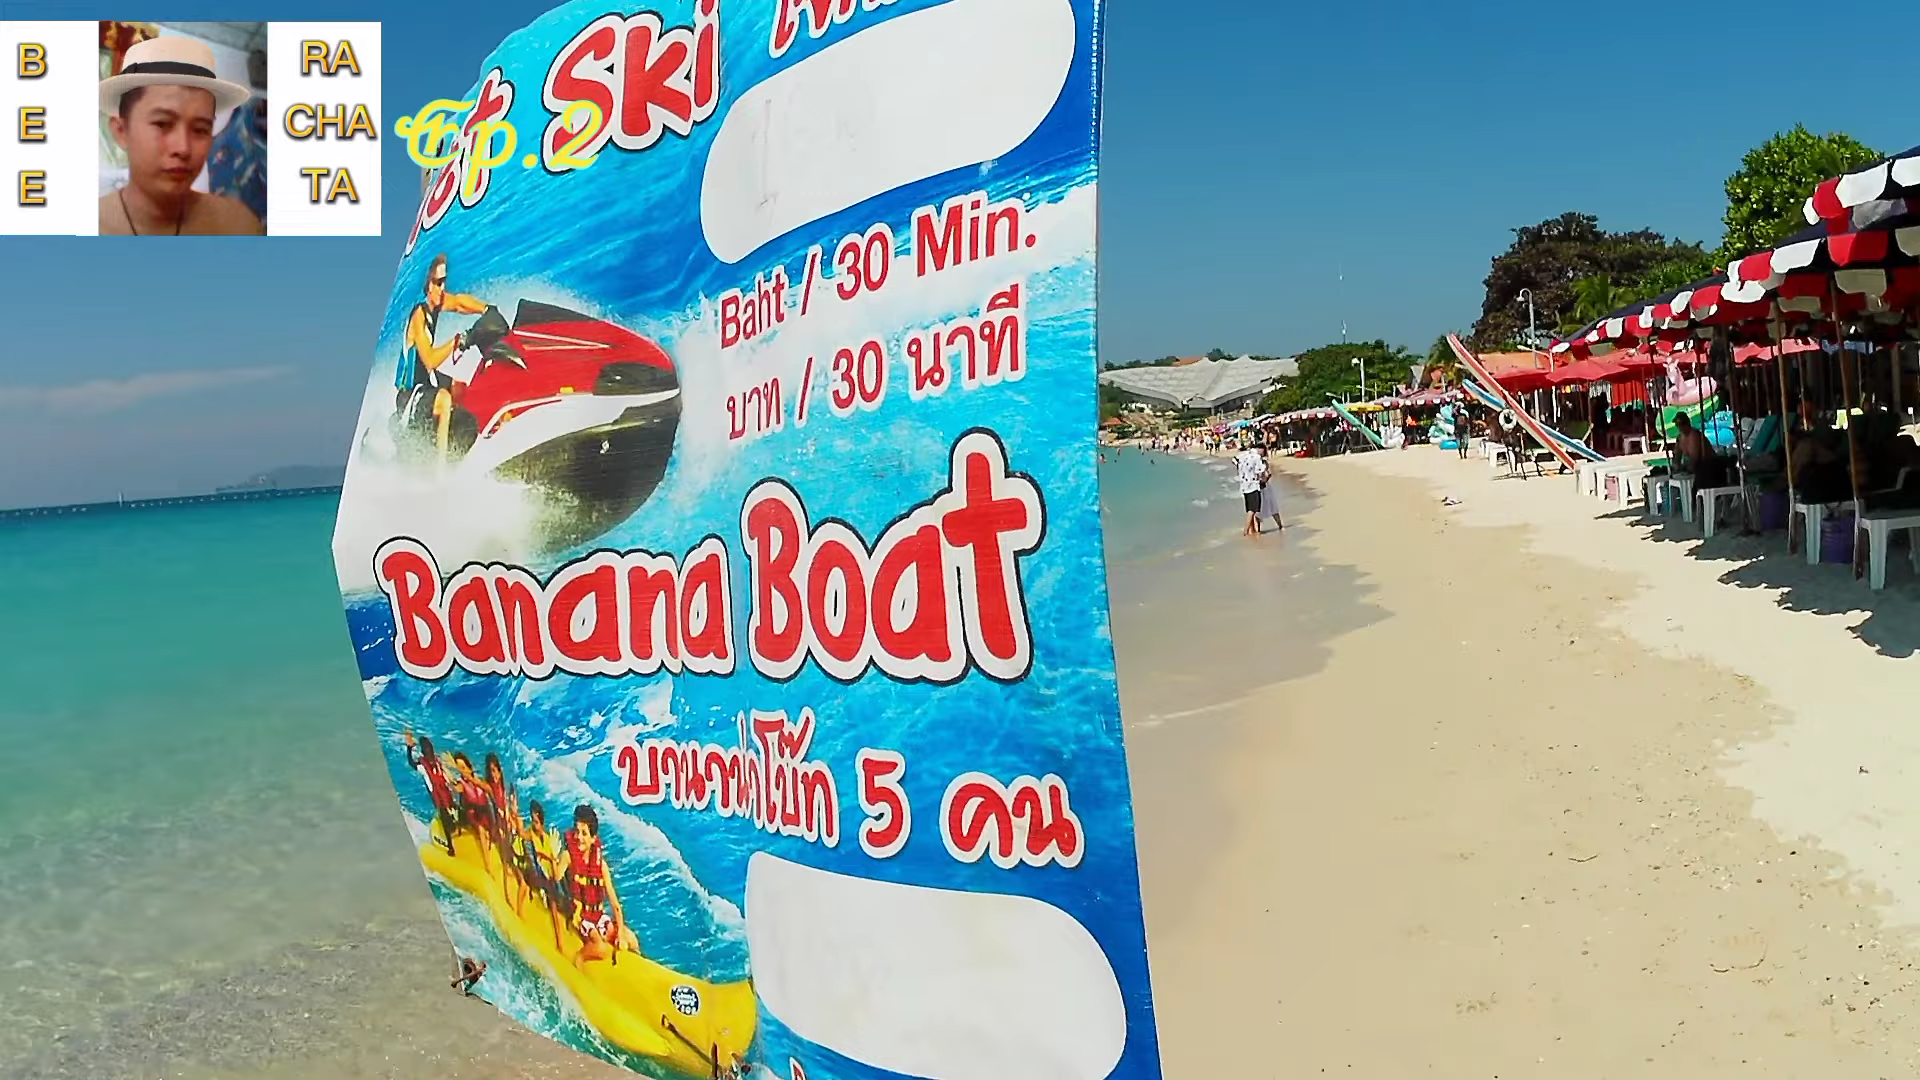 B
E
E
RA
CHA
TA
Ep.2
Jet Ski
Baht / 30 Min.
บาท / 30 นาที
Banana Boat
บานาน่าโบ๊ท 5 คน